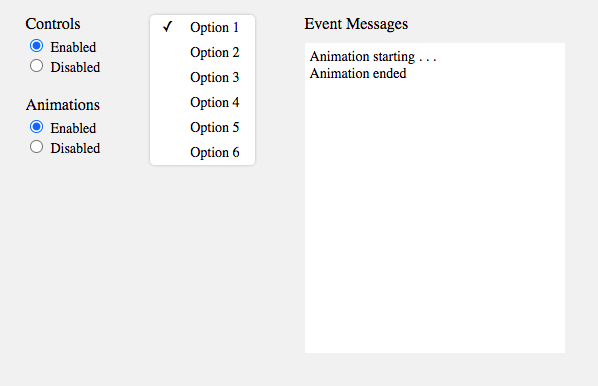 Controls
Enabled
Disabled
Animations
Enabled
Disabled
✓ Option 1
Option 2
Option 3
Option 4
Option 5
Option 6
Event Messages
Animation starting . . .
Animation ended